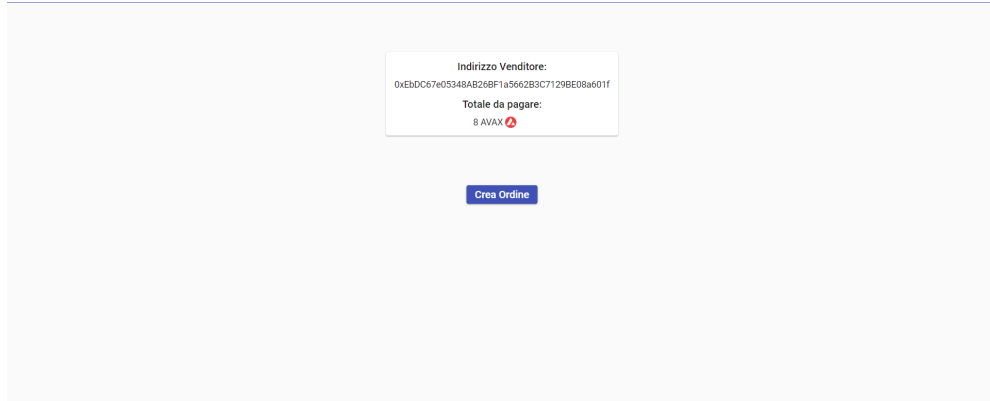 Indirizzo Venditore:
0xEbDC67e05348AB26BF1a5662B3C7129BE08a601f
Totale da pagare:
8 AVAX
Crea Ordine